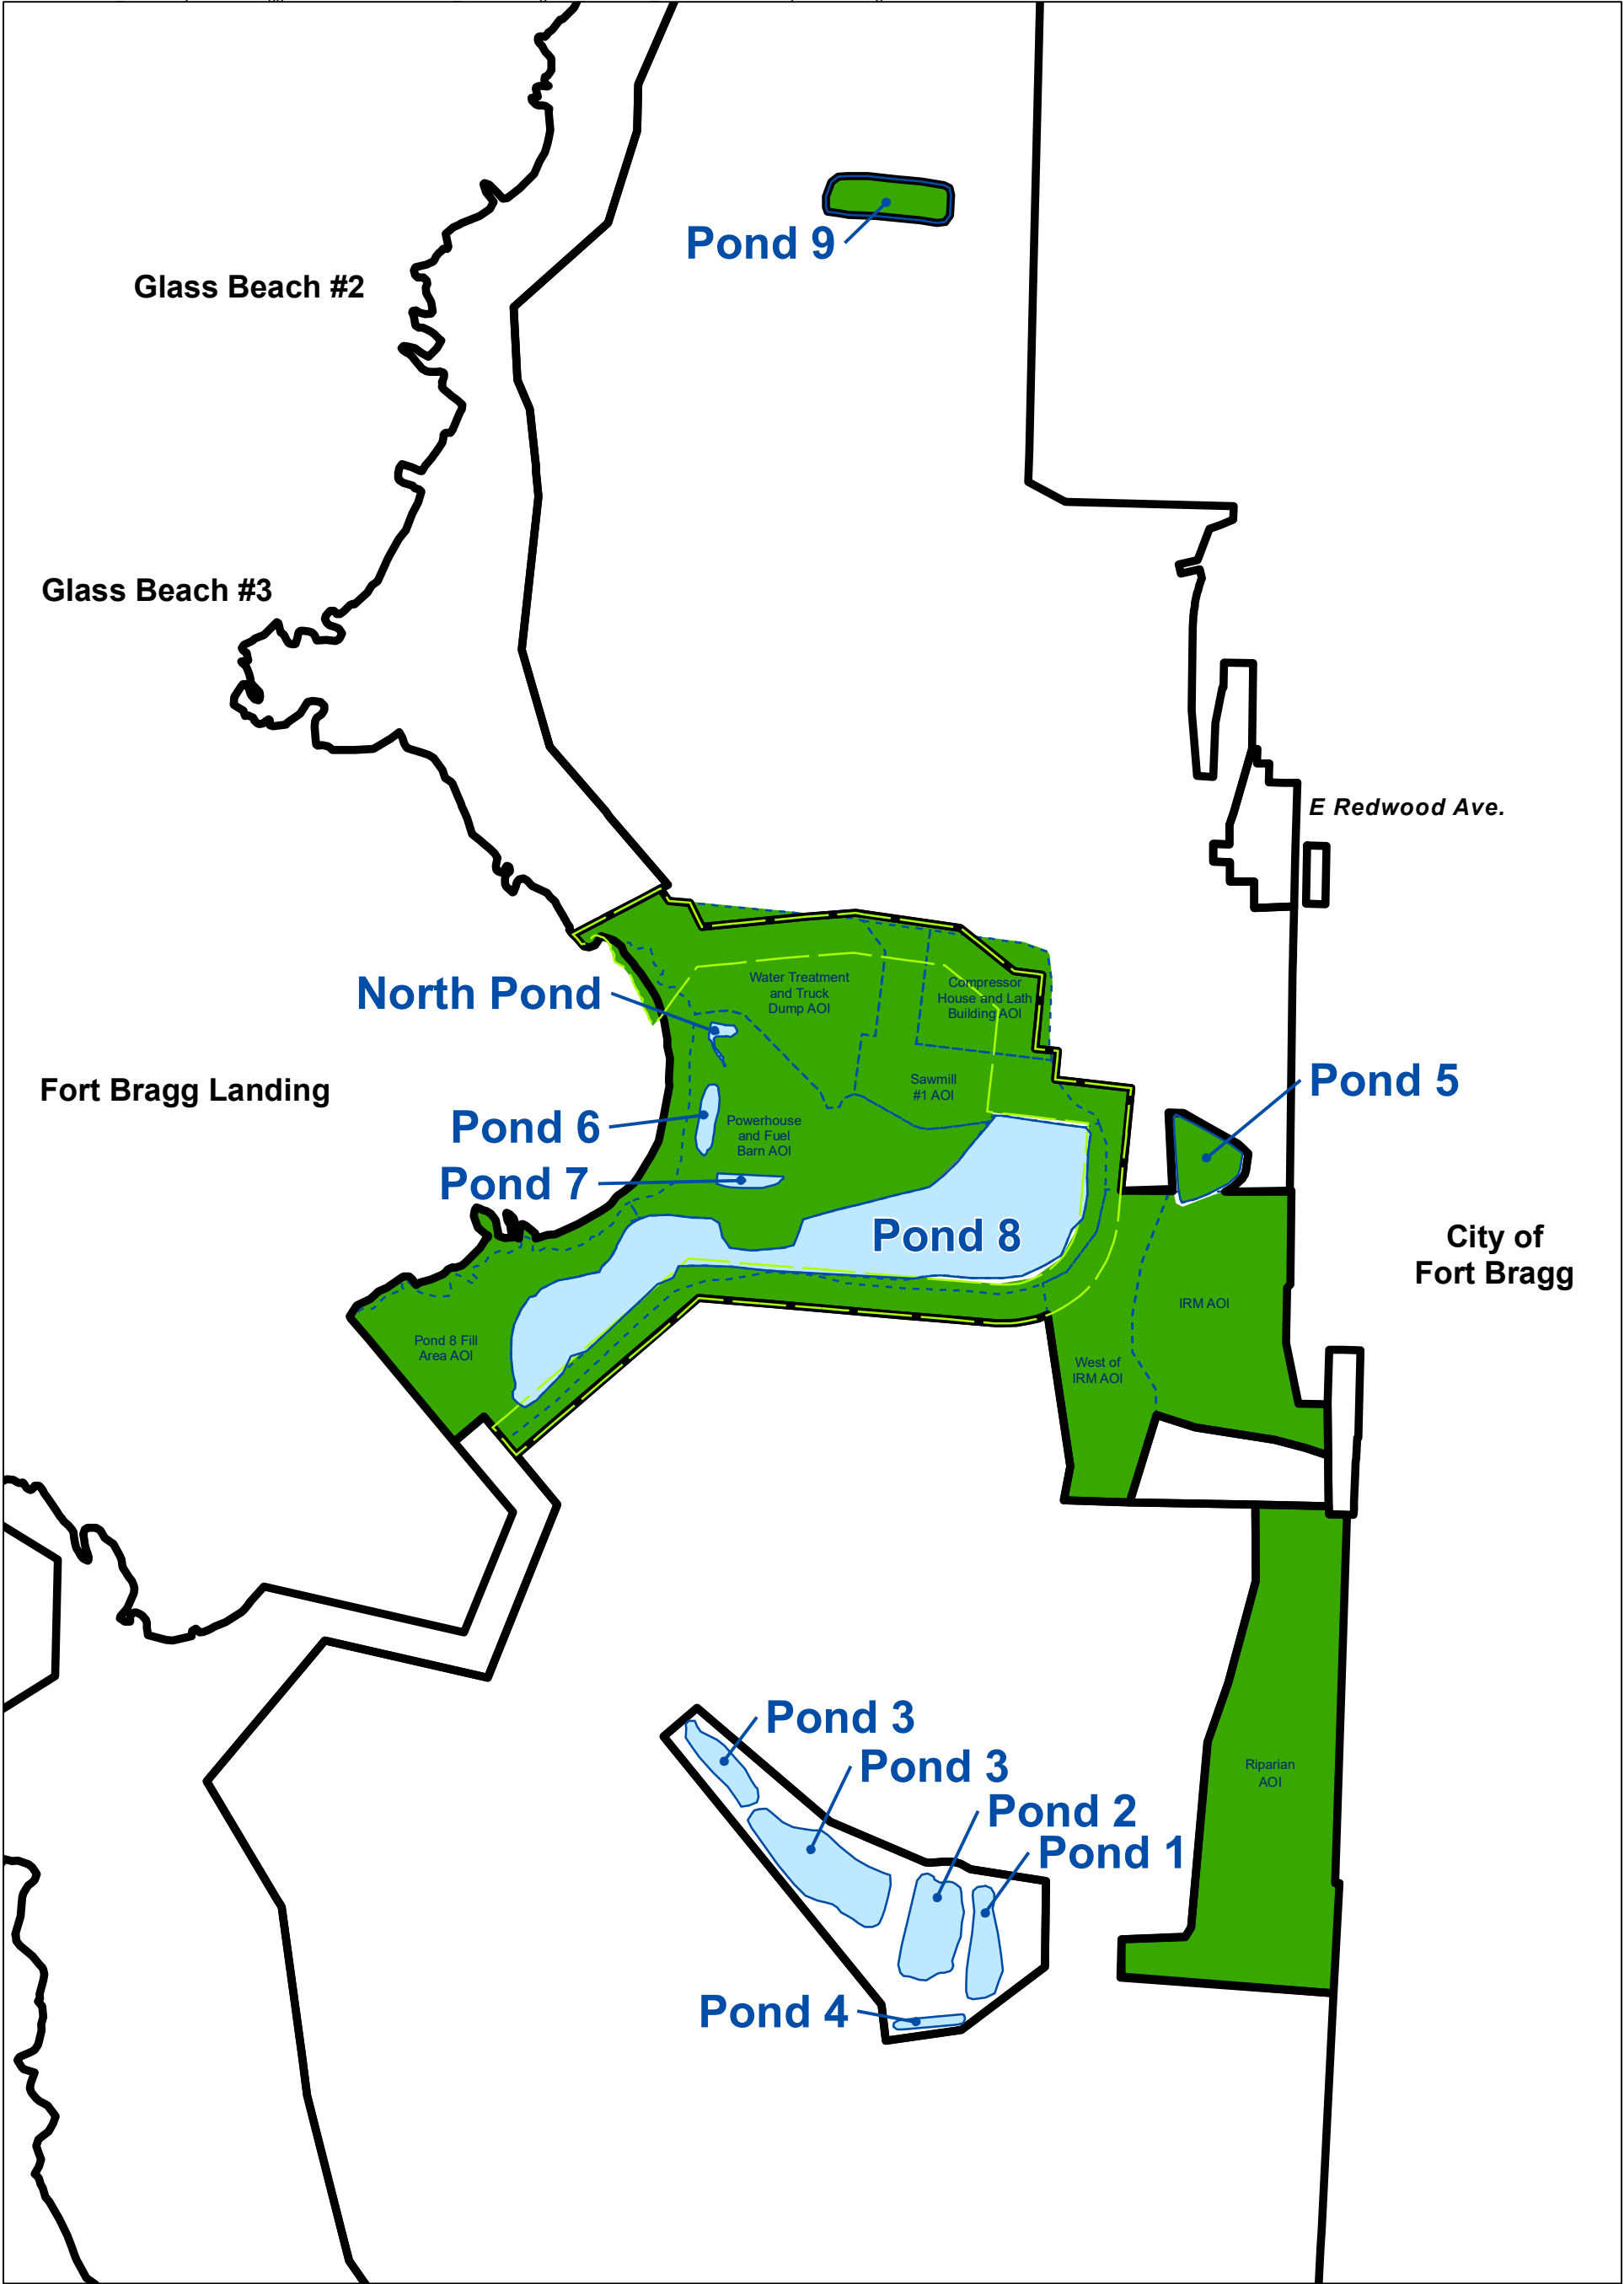 Pond 9
Glass Beach #2
Glass Beach #3
E Redwood Ave.
Water Treatment
and Truck
Dump AOI
Compressor
House and Lath
Building AOI
North Pond
Fort Bragg Landing
Sawmill
#1 AOI
Pond 5
Pond 6
Powerhouse
and Fuel
Barn AOI
Pond 7
Pond 8
City of
Fort Bragg
IRM AOI
Pond 8 Fill
Area AOI
West of
IRM AOI
Pond 3
Pond 3
Riparian
AOI
Pond 2
Pond 1
Pond 4